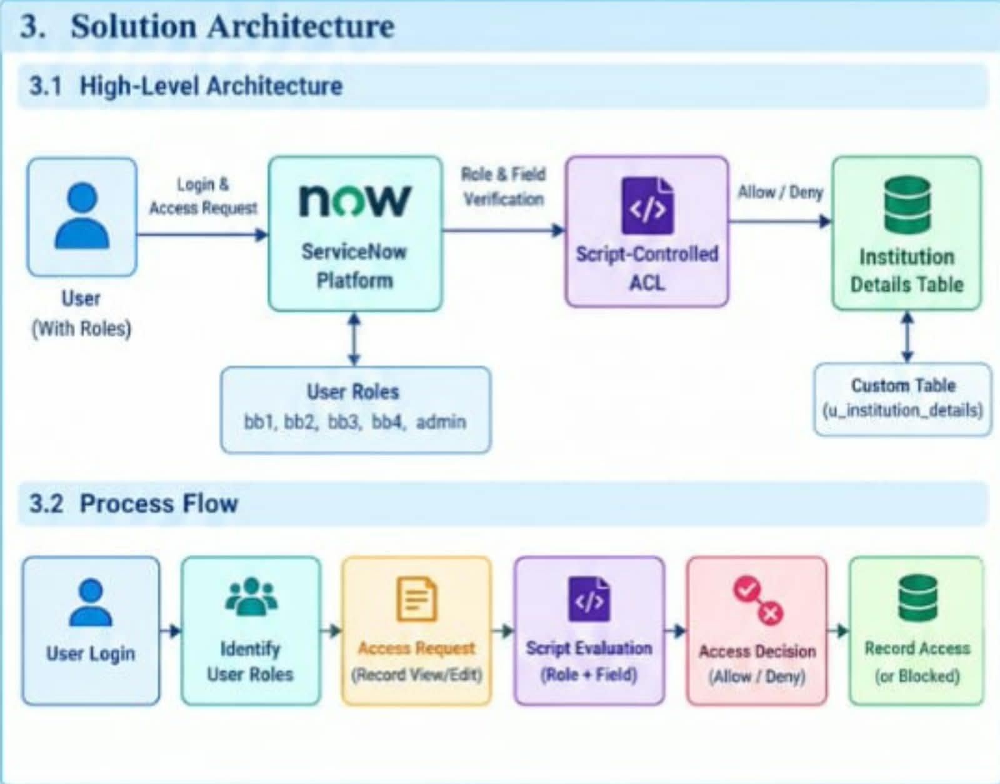 3. Solution Architecture
3.1 High-Level Architecture
Login &
Access Request
now
ServiceNow
Platform
Role & Field
Verification
</>
Script-Controlled
ACL
Allow / Deny
Institution
Details Table
User
(With Roles)
User Roles
bb1, bb2, bb3, bb4, admin
Custom Table
(u_institution_details)
3.2 Process Flow
User Login
Identify
User Roles
Access Request
(Record View/Edit)
</>
Script Evaluation
(Role + Field)
Access Decision
(Allow / Deny)
Record Access
(or Blocked)